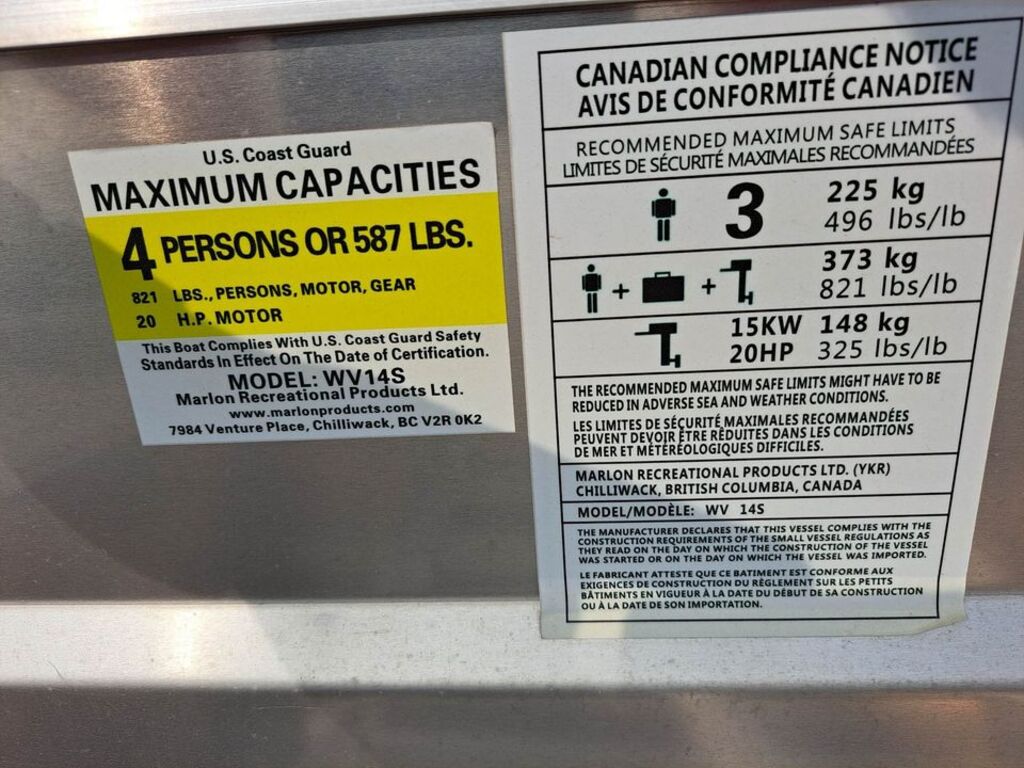 U.S. Coast Guard
MAXIMUM CAPACITIES
4 PERSONS OR 587 LBS.
821 LBS., PERSONS, MOTOR, GEAR
20 H.P. MOTOR
This Boat Complies With U.S. Coast Guard Safety
Standards In Effect On The Date of Certification.
MODEL: WV14S
Marlon Recreational Products Ltd.
www.marlonproducts.com
7984 Venture Place, Chilliwack, BC V2R 0K2
CANADIAN COMPLIANCE NOTICE
AVIS DE CONFORMITÉ CANADIEN
RECOMMENDED MAXIMUM SAFE LIMITS
LIMITES DE SÉCURITÉ MAXIMALES RECOMMANDÉES
3 225 kg
496 lbs/lb
+ + 373 kg
821 lbs/lb
15KW 148 kg
20HP 325 lbs/lb
THE RECOMMENDED MAXIMUM SAFE LIMITS MIGHT HAVE TO BE
REDUCED IN ADVERSE SEA AND WEATHER CONDITIONS.
LES LIMITES DE SÉCURITÉ MAXIMALES RECOMMANDÉES
PEUVENT DEVOIR ÊTRE RÉDUITES DANS LES CONDITIONS
DE MER ET MÉTÉREOLOGIQUES DIFFICILES.
MARLON RECREATIONAL PRODUCTS LTD. (YKR)
CHILLIWACK, BRITISH COLUMBIA, CANADA
MODEL/MODÈLE: WV 14S
THE MANUFACTURER DECLARES THAT THIS VESSEL COMPLIES WITH THE
CONSTRUCTION REQUIREMENTS OF THE SMALL VESSEL REGULATIONS AS
THEY READ ON THE DAY ON WHICH THE CONSTRUCTION OF THE VESSEL
WAS STARTED OR ON THE DAY ON WHICH THE VESSEL WAS IMPORTED.
LE FABRICANT ATTESTE QUE CE BATIMENT EST CONFORME AUX
EXIGENCES DE CONSTRUCTION DU RÈGLEMENT SUR LES PETITS
BÂTIMENTS EN VIGUEUR À LA DATE DU DÉBUT DE SA CONSTRUCTION
OU À LA DATE DE SON IMPORTATION.